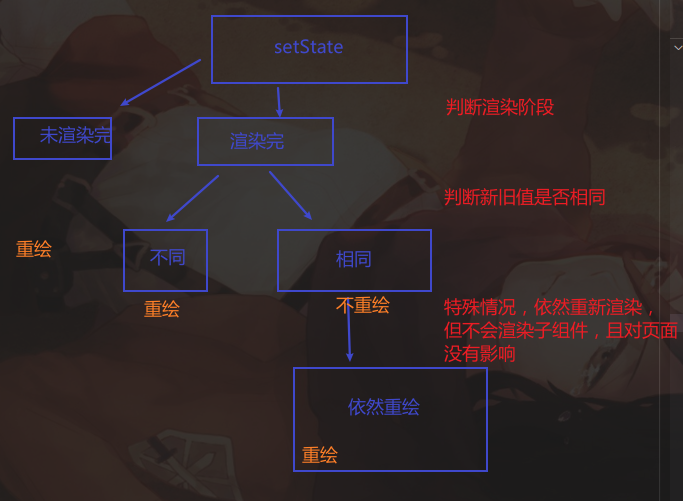 setState
判断渲染阶段
未渲染完
渲染完
判断新旧值是否相同
重绘
不同
相同
重绘
不重绘
特殊情况，依然重新渲染，
但不会渲染子组件，且对页面
没有影响
依然重绘
重绘